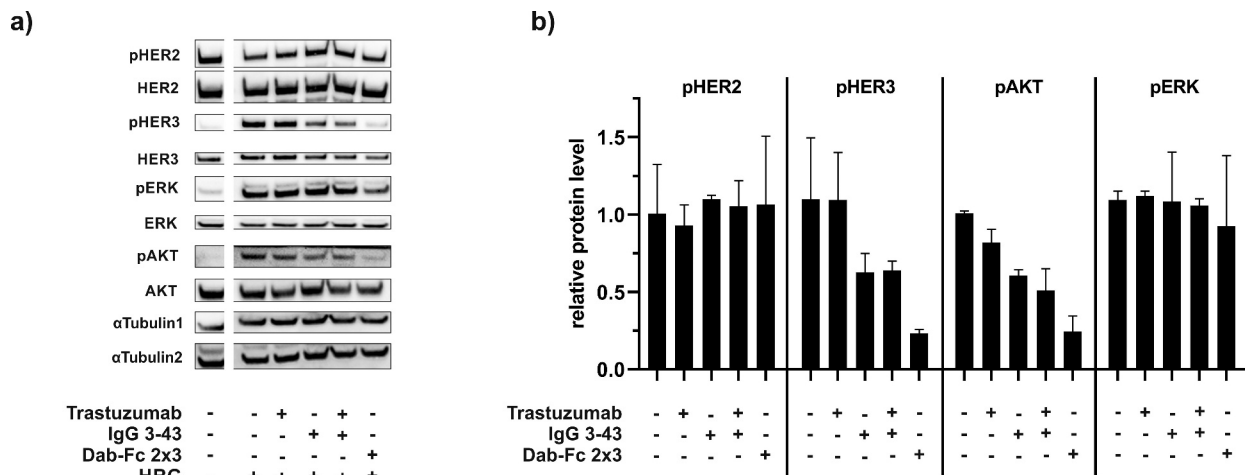 a)
pHER2
HER2
pHER3
HER3
pERK
ERK
pAKT
AKT
αTubulin1
αTubulin2
Trastuzumab - - + - + -
IgG 3-43 - - - + + -
Dab-Fc 2x3 - - - - - +
b)
pHER2 pHER3 pAKT pERK
relative protein level
1.5
1.0
0.5
0.0
Trastuzumab - + - + - - + - + - - + - + - - + - + -
IgG 3-43 - - + + - - - + + - - - + + - - - + + -
Dab-Fc 2x3 - - - - + - - - - + - - - - + - - - - +